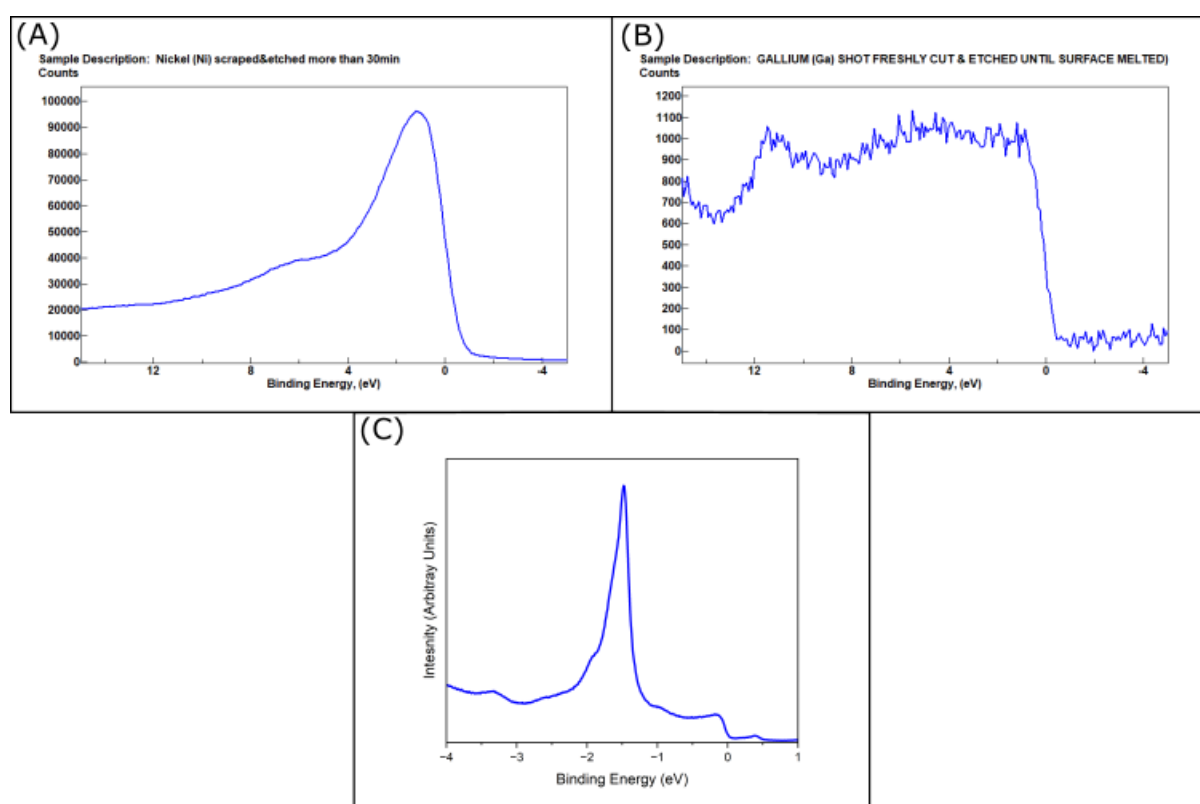 (A)
Sample Description: Nickel (Ni) scraped&etched more than 30min
Counts
100000
90000
80000
70000
60000
50000
40000
30000
20000
10000
0
12 8 4 0 -4
Binding Energy, (eV)
(B)
Sample Description: GALLIUM (Ga) SHOT FRESHLY CUT & ETCHED UNTIL SURFACE MELTED)
Counts
1200
1100
1000
900
800
700
600
500
400
300
200
100
0
12 8 4 0 -4
Binding Energy, (eV)
(C)
Intesnity (Arbitray Units)
−4 −3 −2 −1 0 1
Binding Energy (eV)